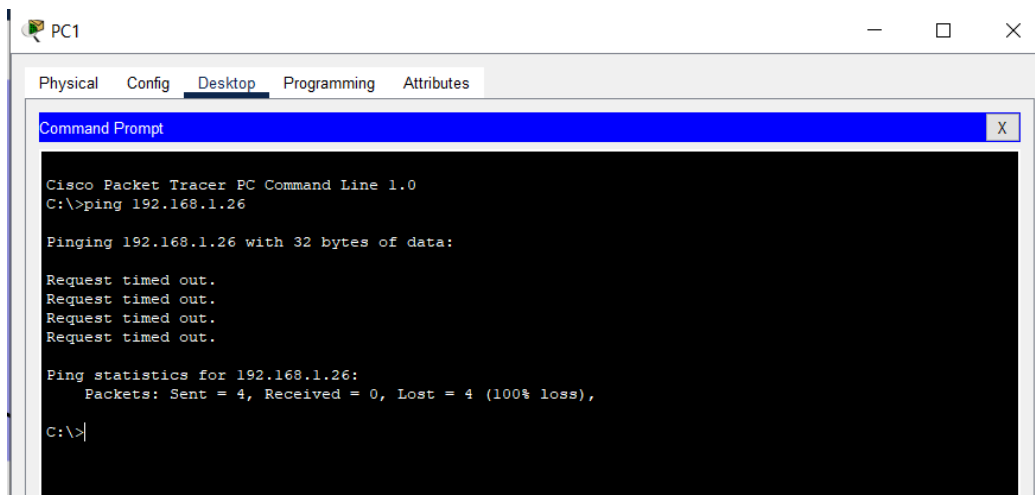 PC1
Physical Config Desktop Programming Attributes
Command Prompt X
Cisco Packet Tracer PC Command Line 1.0
C:\>ping 192.168.1.26
Pinging 192.168.1.26 with 32 bytes of data:
Request timed out.
Request timed out.
Request timed out.
Request timed out.
Ping statistics for 192.168.1.26:
Packets: Sent = 4, Received = 0, Lost = 4 (100% loss),
C:\>